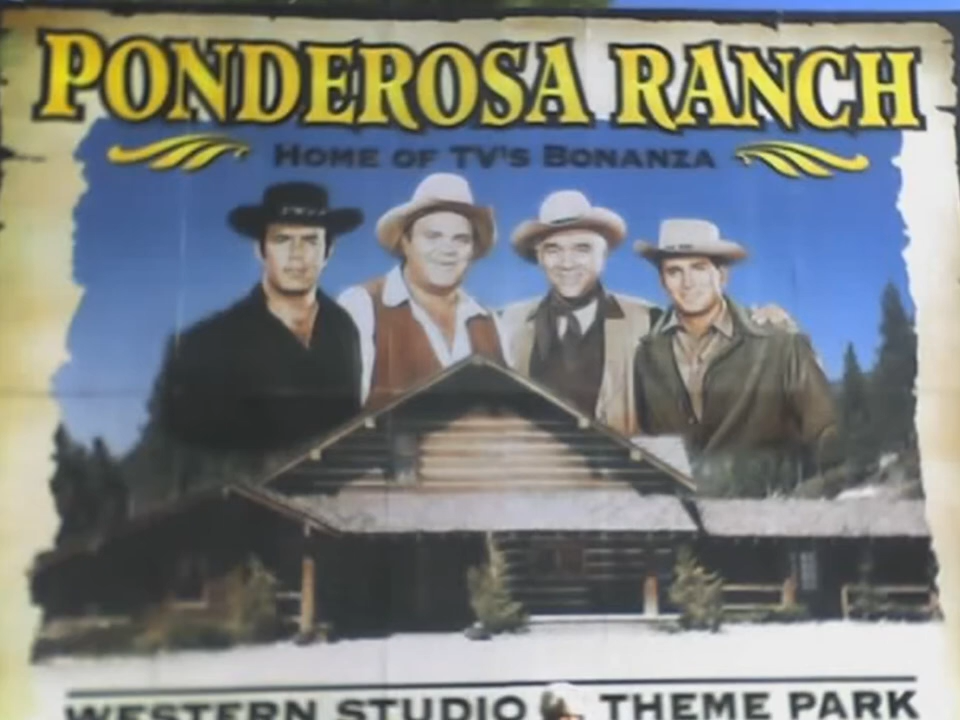 PONDEROSA RANCH
HOME OF TV'S BONANZA
WESTERN STUDIO THEME PARK